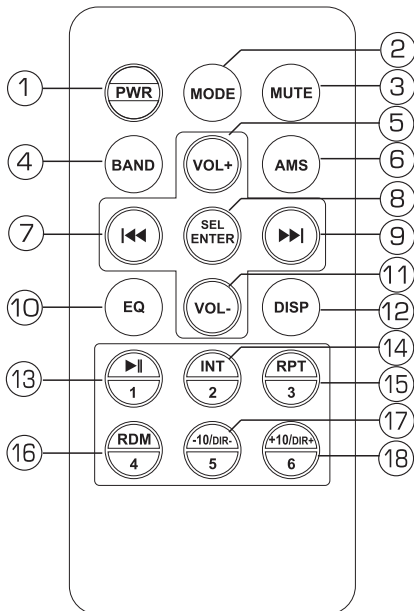 2
1 PWR MODE MUTE 3
5
4 BAND VOL+ AMS 6
8
7 SEL ENTER 9
11
10 EQ VOL- DISP 12
14
13 INT RPT 15
1 2 3
17
16 RDM -10/DIR- +10/DIR+ 18
4 5 6